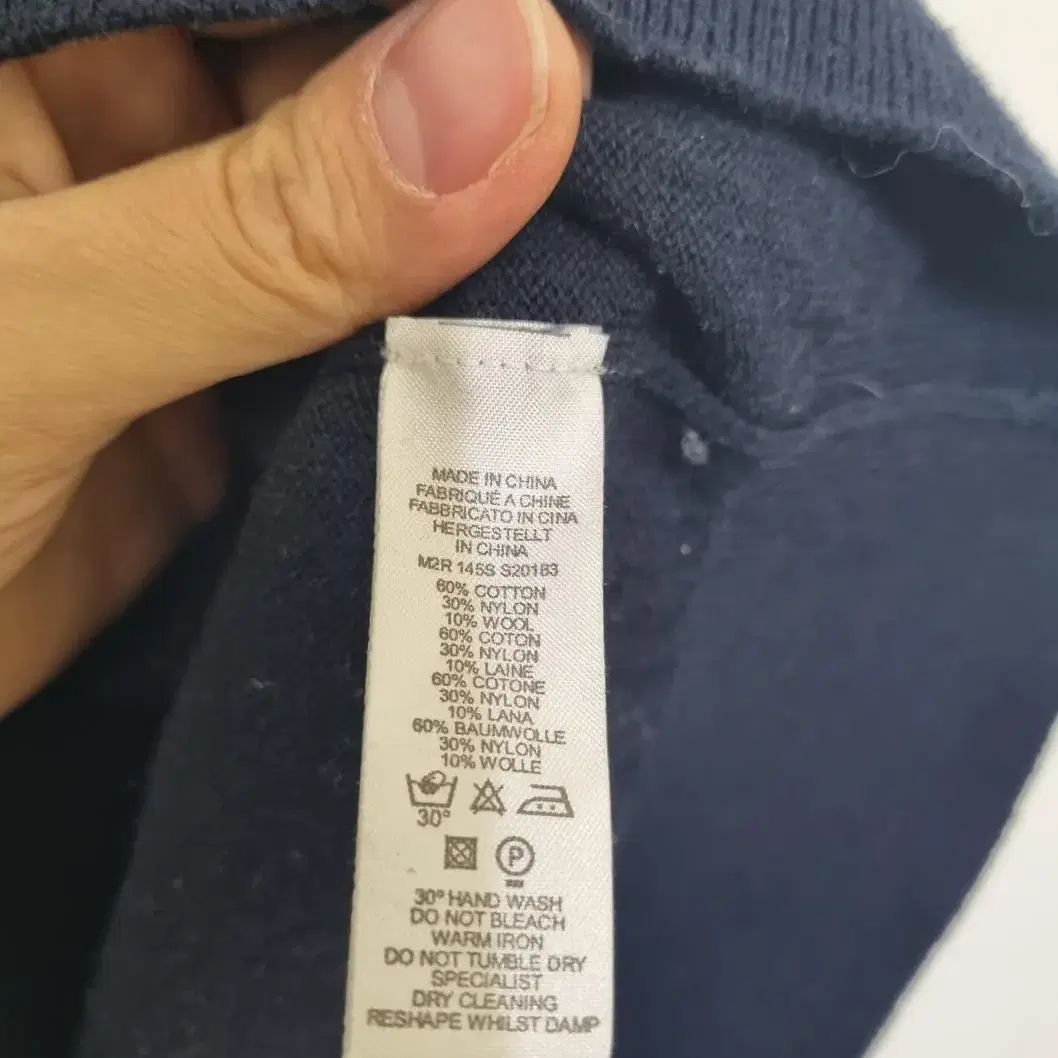 MADE IN CHINA
FABRIQUÉ A CHINE
FABBRICATO IN CINA
HERGESTELLT
IN CHINA
M2R 145S S20183
60% COTTON
30% NYLON
10% WOOL
60% COTON
30% NYLON
10% LAINE
60% COTONE
30% NYLON
10% LANA
60% BAUMWOLLE
30% NYLON
10% WOLLE
30°
P
30° HAND WASH
DO NOT BLEACH
WARM IRON
DO NOT TUMBLE DRY
SPECIALIST
DRY CLEANING
RESHAPE WHILST DAMP